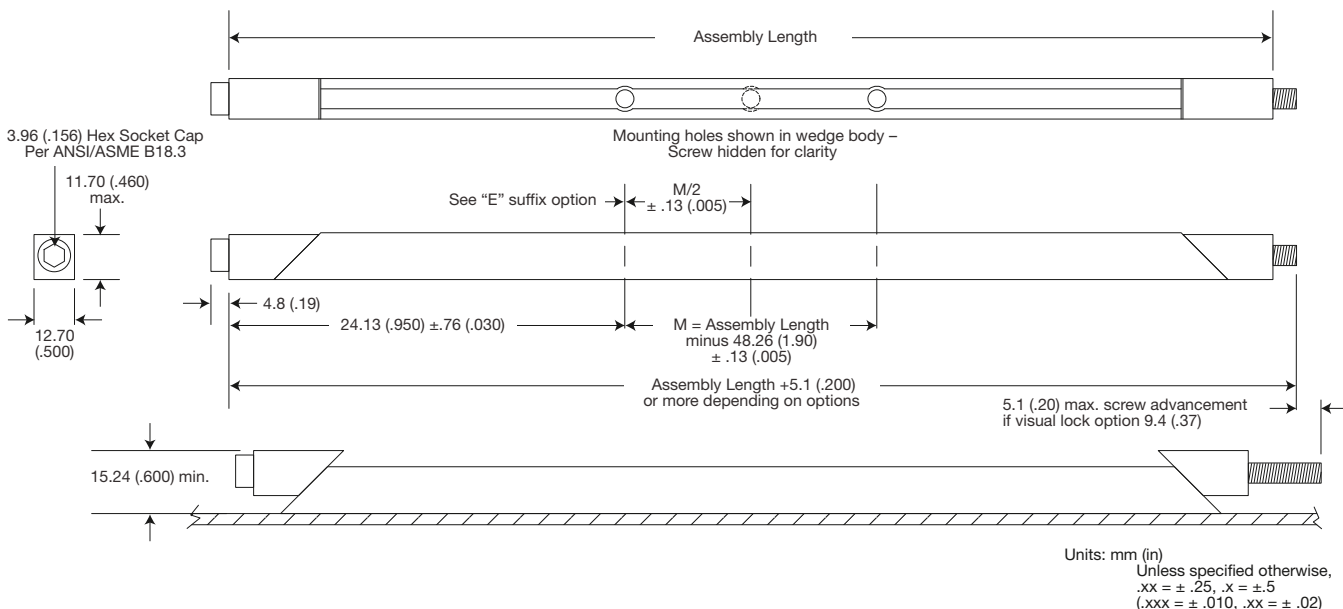 Assembly Length
3.96 (.156) Hex Socket Cap
Per ANSI/ASME B18.3
Mounting holes shown in wedge body –
Screw hidden for clarity
11.70 (.460)
max.
See “E” suffix option
M/2
± .13 (.005)
12.70
(.500)
4.8 (.19)
24.13 (.950) ±.76 (.030)
M = Assembly Length
minus 48.26 (1.90)
± .13 (.005)
Assembly Length +5.1 (.200)
or more depending on options
5.1 (.20) max. screw advancement
if visual lock option 9.4 (.37)
15.24 (.600) min.
Units: mm (in)
Unless specified otherwise,
.xx = ± .25, .x = ±.5
(.xxx = ± .010, .xx = ± .02)